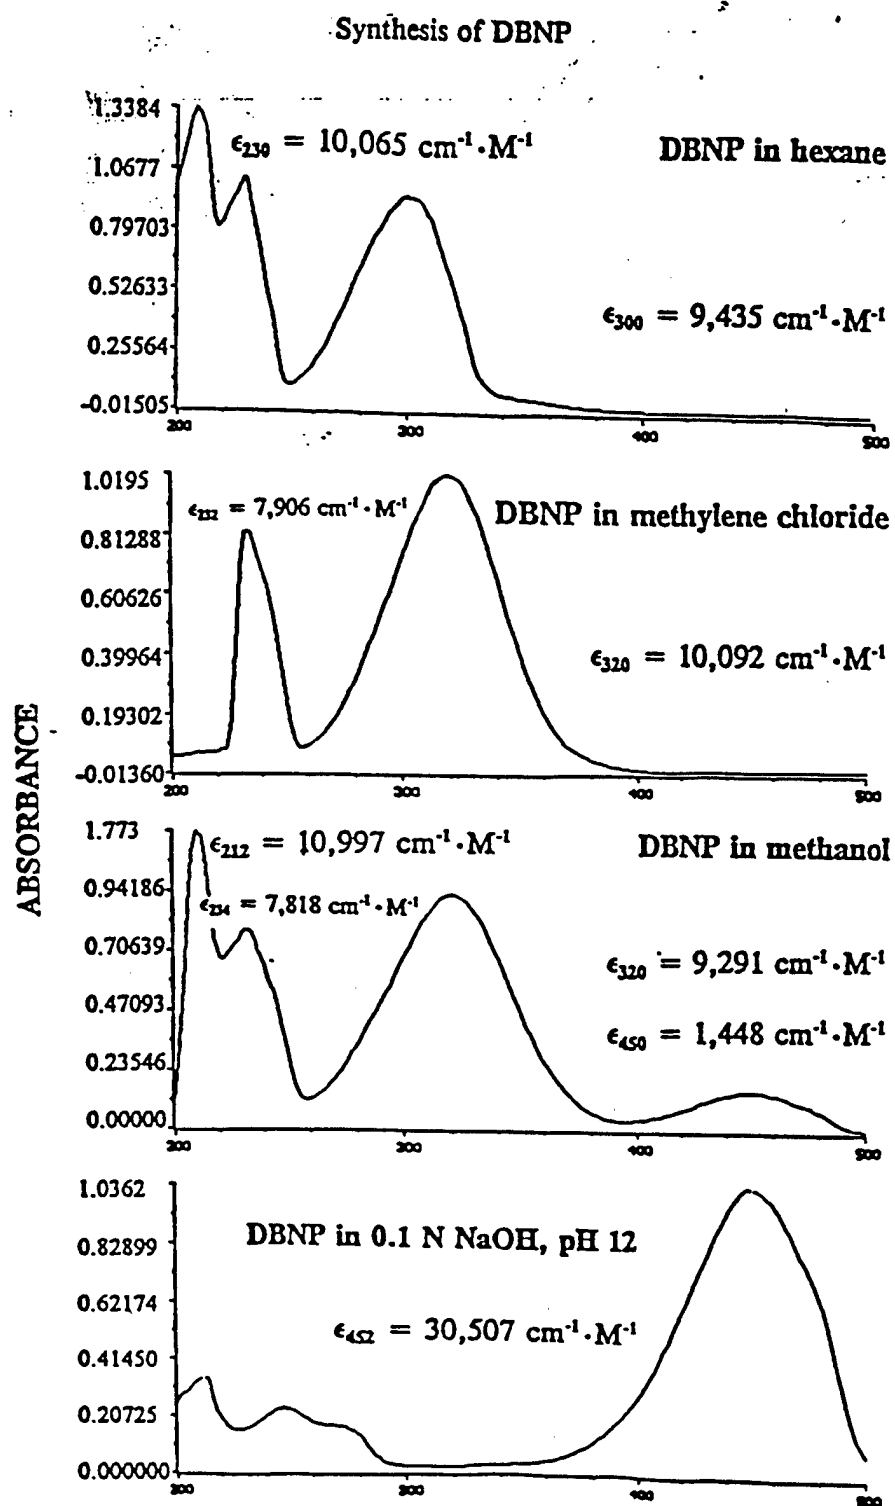 Synthesis of DBNP
1.3384
ϵ230 = 10,065 cm-1·M-1
DBNP in hexane
1.0677
0.79703
0.52633
ϵ300 = 9,435 cm-1·M-1
0.25564
-0.01505
200
300
400
500
1.0195
ϵ232 = 7,906 cm-1·M-1
DBNP in methylene chloride
0.81288
0.60626
0.39964
ϵ320 = 10,092 cm-1·M-1
0.19302
-0.01360
200
300
400
500
ABSORBANCE
1.773
ϵ212 = 10,997 cm-1·M-1
DBNP in methanol
0.94186
ϵ234 = 7,818 cm-1·M-1
0.70639
ϵ320 = 9,291 cm-1·M-1
0.47093
ϵ450 = 1,448 cm-1·M-1
0.23546
0.00000
200
300
400
500
1.0362
DBNP in 0.1 N NaOH, pH 12
0.82899
0.62174
ϵ452 = 30,507 cm-1·M-1
0.41450
0.20725
0.000000
200
300
400
500